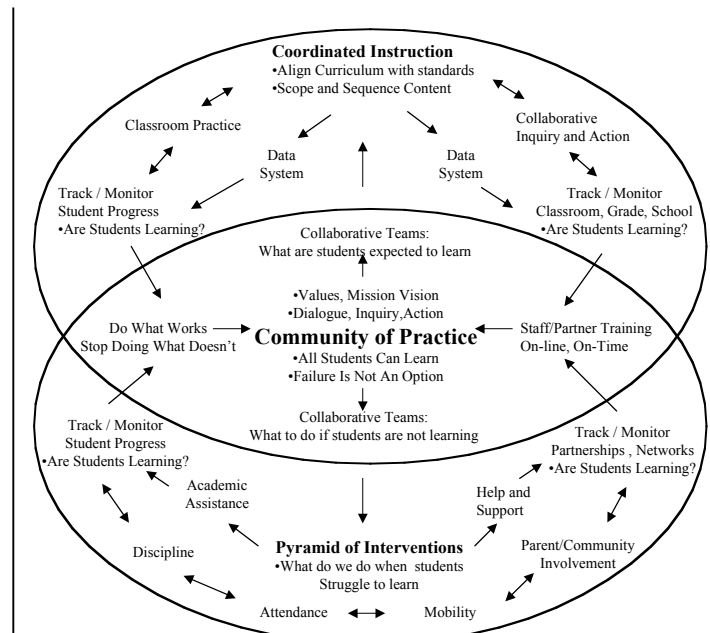 Coordinated Instruction
•Align Curriculum with standards
•Scope and Sequence Content
Classroom Practice
Collaborative
Inquiry and Action
Data
System
Data
System
Track / Monitor
Student Progress
•Are Students Learning?
Track / Monitor
Classroom, Grade, School
•Are Students Learning?
Collaborative Teams:
What are students expected to learn
•Values, Mission Vision
•Dialogue, Inquiry,Action
Do What Works
Stop Doing What Doesn't
Community of Practice
Staff/Partner Training
On-line, On-Time
•All Students Can Learn
•Failure Is Not An Option
Collaborative Teams:
What to do if students are not learning
Track / Monitor
Student Progress
•Are Students Learning?
Track / Monitor
Partnerships , Networks
•Are Students Learning?
Academic
Assistance
Help and
Support
Discipline
Pyramid of Interventions
•What do we do when students
Struggle to learn
Parent/Community
Involvement
Attendance
Mobility